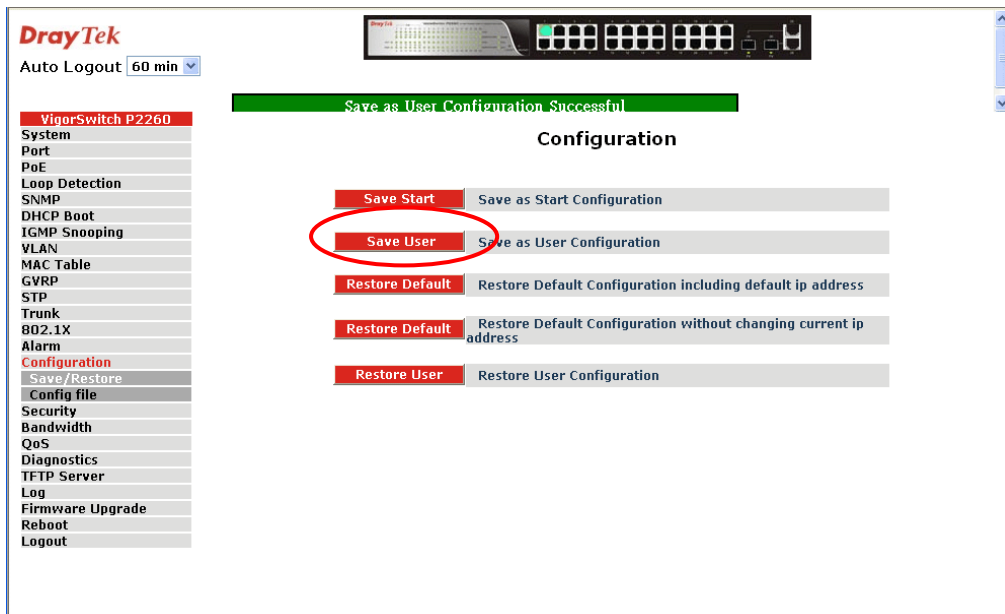 DrayTek
Auto Logout 60 min
Save as User Configuration Successful
VigorSwitch P2260
System
Port
PoE
Loop Detection
SNMP
DHCP Boot
IGMP Snooping
VLAN
MAC Table
GVRP
STP
Trunk
802.1X
Alarm
Configuration
Save/Restore
Config file
Security
Bandwidth
QoS
Diagnostics
TFTP Server
Log
Firmware Upgrade
Reboot
Logout
Configuration
Save Start Save as Start Configuration
Save User Save as User Configuration
Restore Default Restore Default Configuration including default ip address
Restore Default Restore Default Configuration without changing current ip
address
Restore User Restore User Configuration